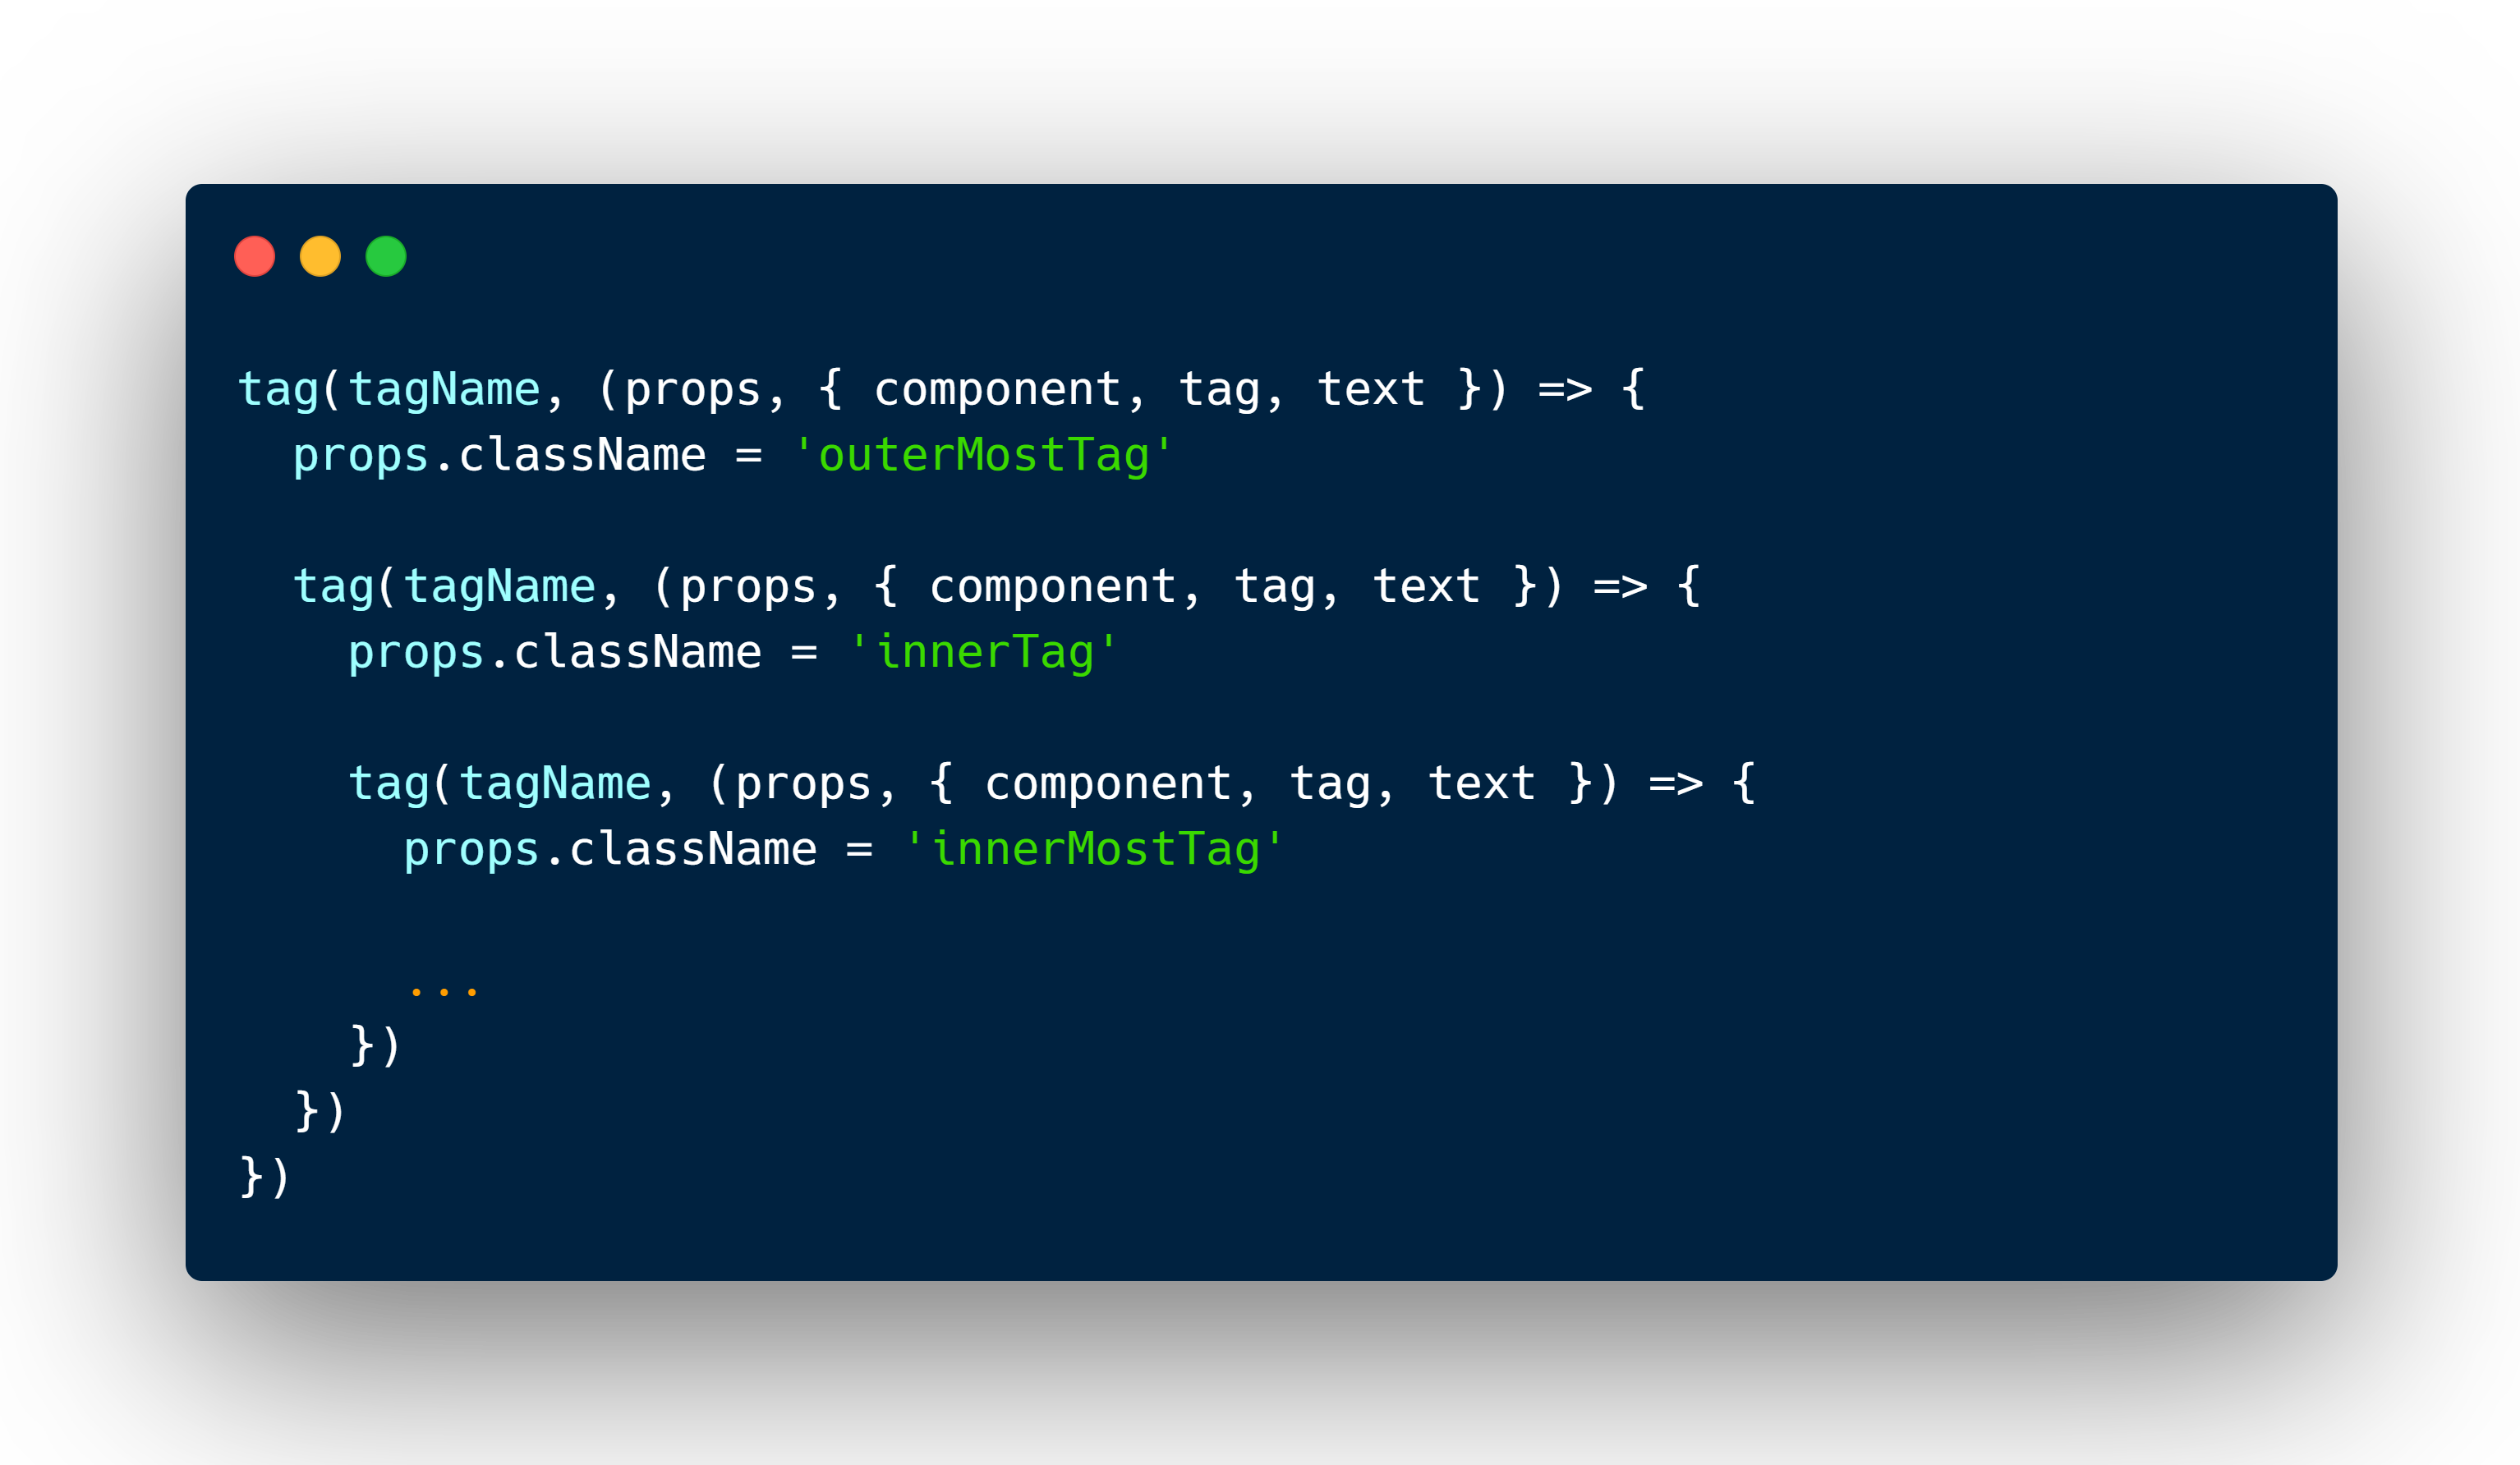 tag(tagName, (props, { component, tag, text }) => {
  props.className = 'outerMostTag'

  tag(tagName, (props, { component, tag, text }) => {
    props.className = 'innerTag'

    tag(tagName, (props, { component, tag, text }) => {
      props.className = 'innerMostTag'

      ...
    })
  })
})